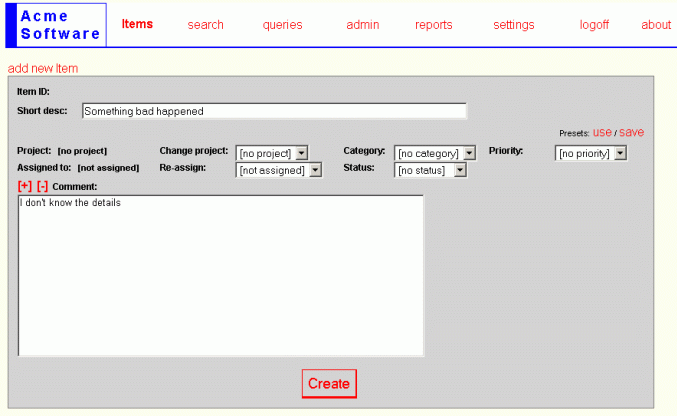 Acme
Software
Items search queries admin reports settings logoff about
add new Item
Item ID:
Short desc: Something bad happened
Presets: use / save
Project: [no project] Change project: [no project] Category: [no category] Priority: [no priority]
Assigned to: [not assigned] Re-assign: [not assigned] Status: [no status]
[+] [-] Comment:
I don't know the details
Create